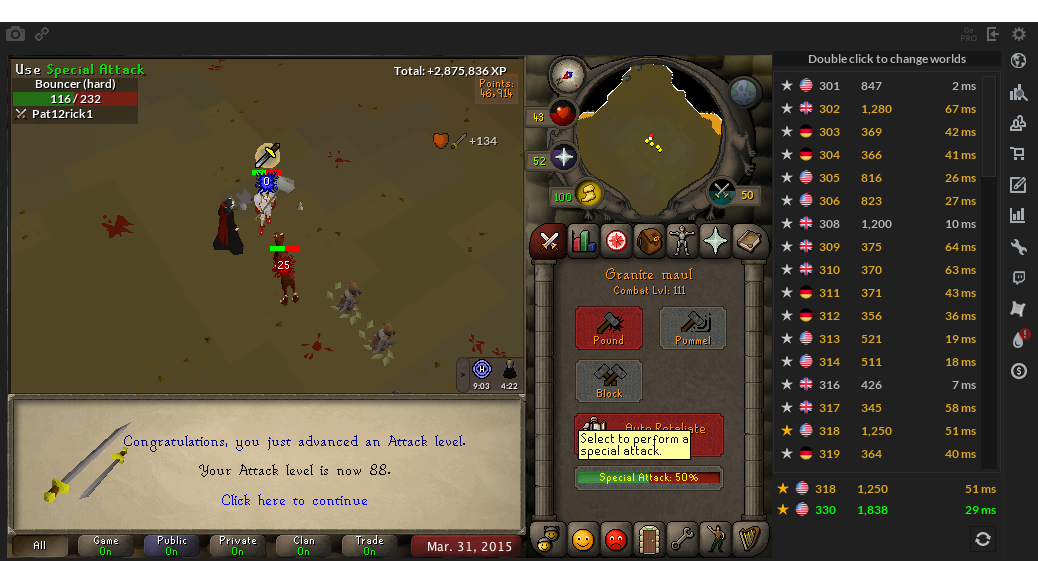 Go
PRO
Use Special Attack
Bouncer (hard)
116 / 232
Pat12rick1
Total: +2,875,836 XP
Points:
46,914
+134
0
25
9:03
4:22
H
43
52
100
50
Granite maul
Combat Lvl: 111
Pound
Pummel
Block
Auto Retaliate
Select to perform a
special attack.
Special Attack: 50%
Congratulations, you just advanced an Attack level.
Your Attack level is now 88.
Click here to continue
All
Game
On
Public
On
Private
On
Clan
On
Trade
On
Mar. 31, 2015
Double click to change worlds
301 847 2 ms
302 1,280 67 ms
303 369 42 ms
304 366 41 ms
305 816 26 ms
306 823 27 ms
308 1,200 10 ms
309 375 64 ms
310 370 63 ms
311 371 43 ms
312 356 36 ms
313 521 19 ms
314 511 18 ms
316 426 7 ms
317 345 58 ms
318 1,250 51 ms
319 364 40 ms
318 1,250 51 ms
330 1,838 29 ms